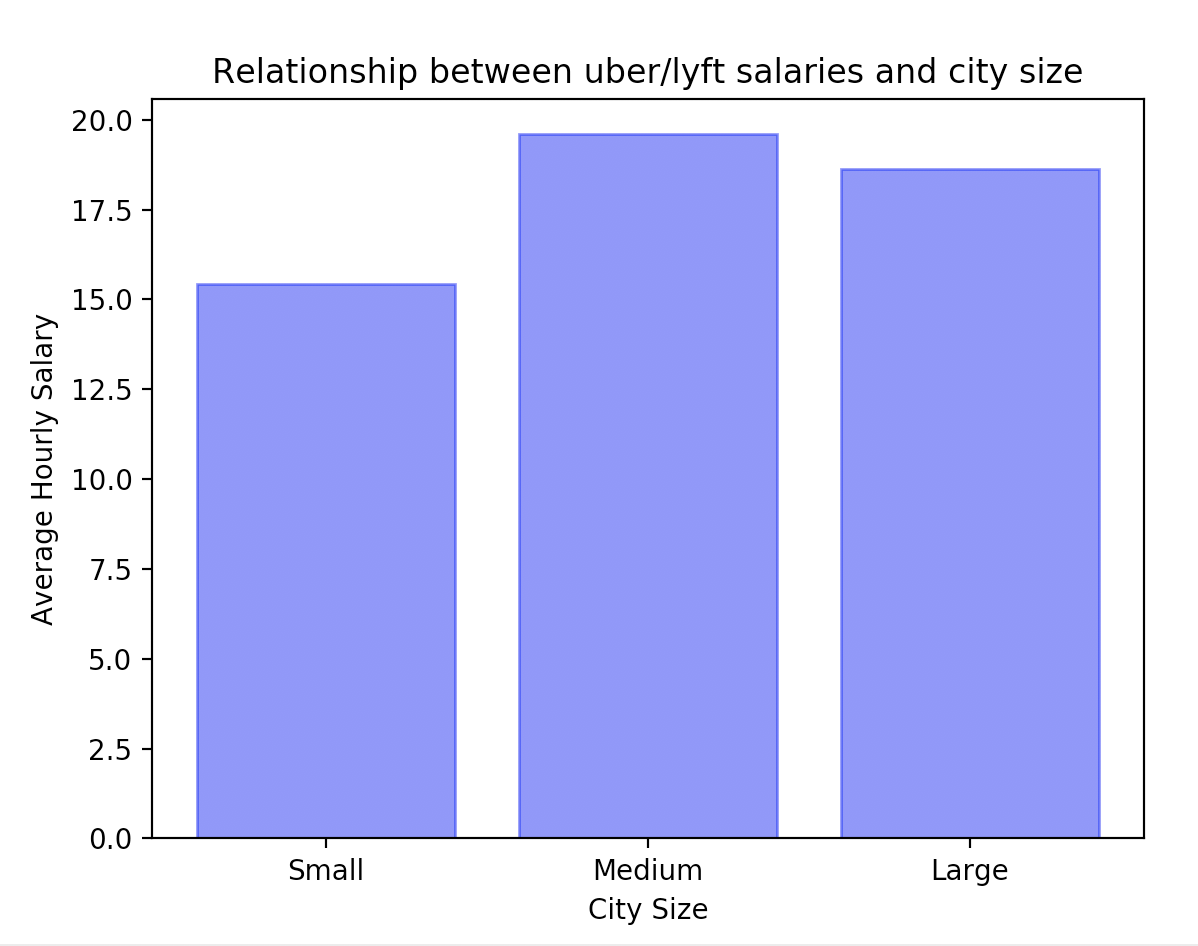 Relationship between uber/lyft salaries and city size
20.0
17.5
15.0
12.5
10.0
7.5
5.0
2.5
0.0
Average Hourly Salary
Small Medium Large
City Size